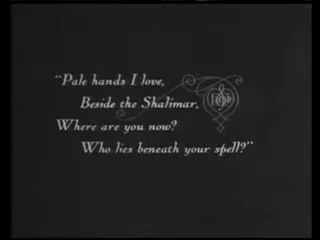 "Pale hands I love,
Beside the Shalimar,
Where are you now?
Who lies beneath your spell?"